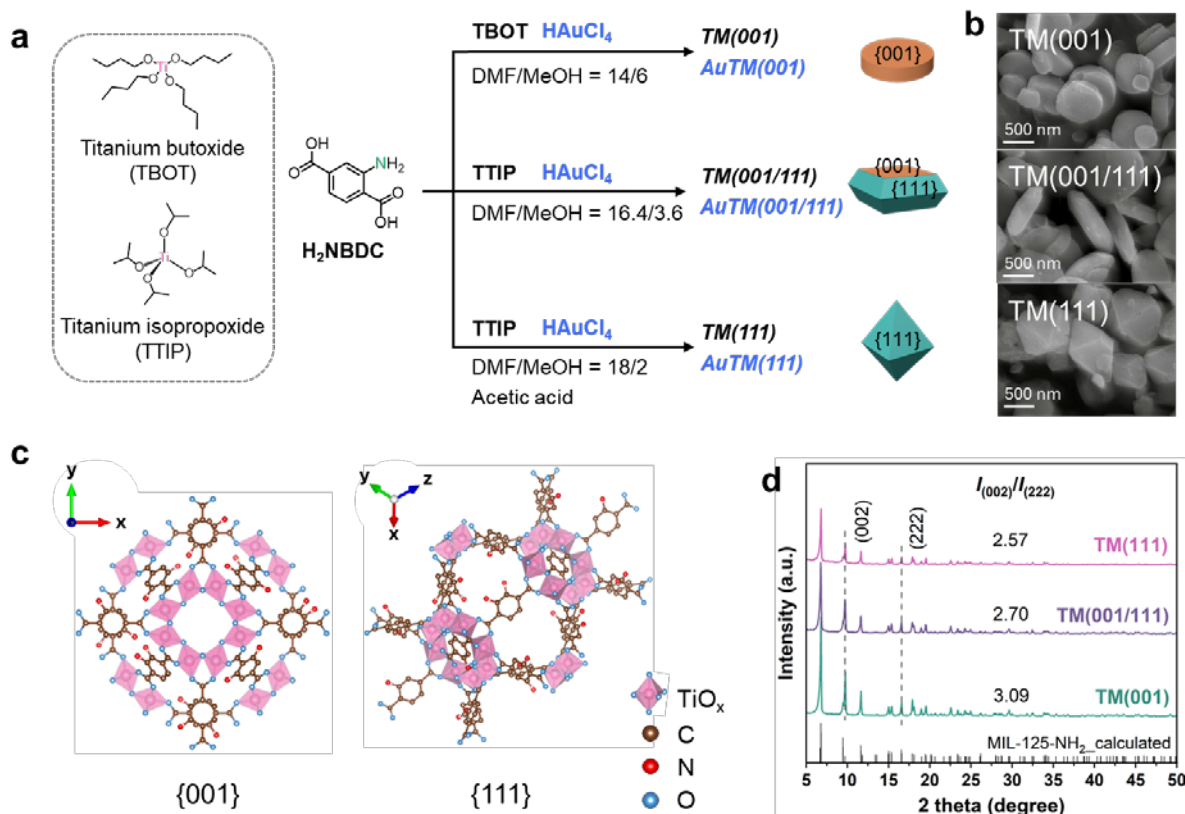 a
Titanium butoxide
(TBOT)
Titanium isopropoxide
(TTIP)
Ti
O
O
O
O
Ti
O
O
O
O
OH
O
NH₂
O
OH
H₂NBDC
TBOT HAuCl₄
DMF/MeOH = 14/6
TM(001)
AuTM(001)
{001}
TTIP HAuCl₄
DMF/MeOH = 16.4/3.6
TM(001/111)
AuTM(001/111)
{001}
{111}
TTIP HAuCl₄
DMF/MeOH = 18/2
Acetic acid
TM(111)
AuTM(111)
{111}
b
TM(001)
500 nm
TM(001/111)
500 nm
TM(111)
500 nm
c
y
x
{001}
y
z
x
{111}
TiOₓ
C
N
O
d
I(002)/I(222)
(002)
(222)
2.57
TM(111)
2.70
TM(001/111)
3.09
TM(001)
MIL-125-NH₂_calculated
Intensity (a.u.)
5 10 15 20 25 30 35 40 45 50
2 theta (degree)